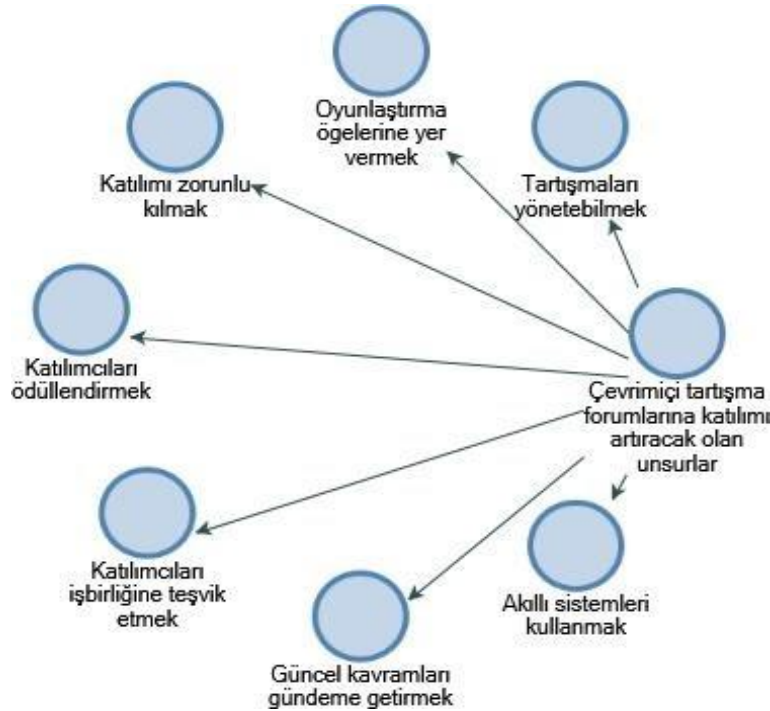 Oyunlaştırma
ögelerine yer
vermek
Katılımı zorunlu
kılmak
Tartışmaları
yönetebilmek
Katılımcıları
ödüllendirmek
Çevrimiçi tartışma
forumlarına katılımı
artıracak olan
unsurlar
Katılımcıları
işbirliğine teşvik
etmek
Akıllı sistemleri
kullanmak
Güncel kavramları
gündeme getirmek